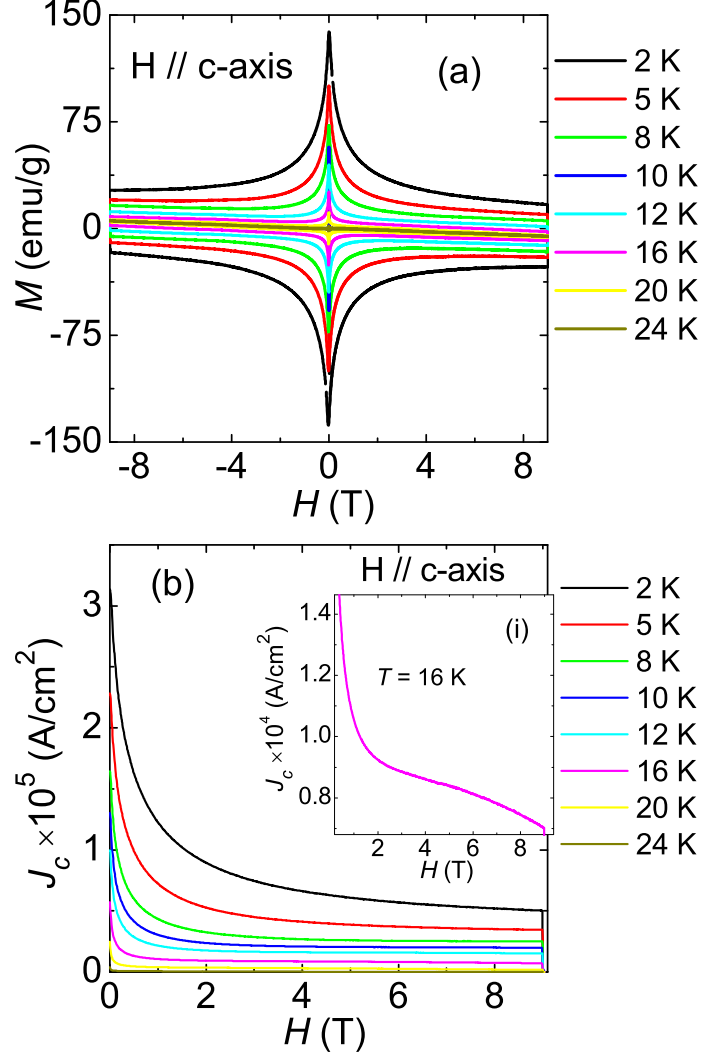 150
75
0
-75
-150
M (emu/g)
H // c-axis
(a)
2 K
5 K
8 K
10 K
12 K
16 K
20 K
24 K
-8 -4 0 4 8
H (T)
(b)
H // c-axis
3
2
1
0
J_c ×10^5 (A/cm^2)
2 K
5 K
8 K
10 K
12 K
16 K
20 K
24 K
(i)
T = 16 K
1.4
1.2
1.0
0.8
J_c ×10^4 (A/cm^2)
2 4 6 8
H (T)
0 2 4 6 8
H (T)